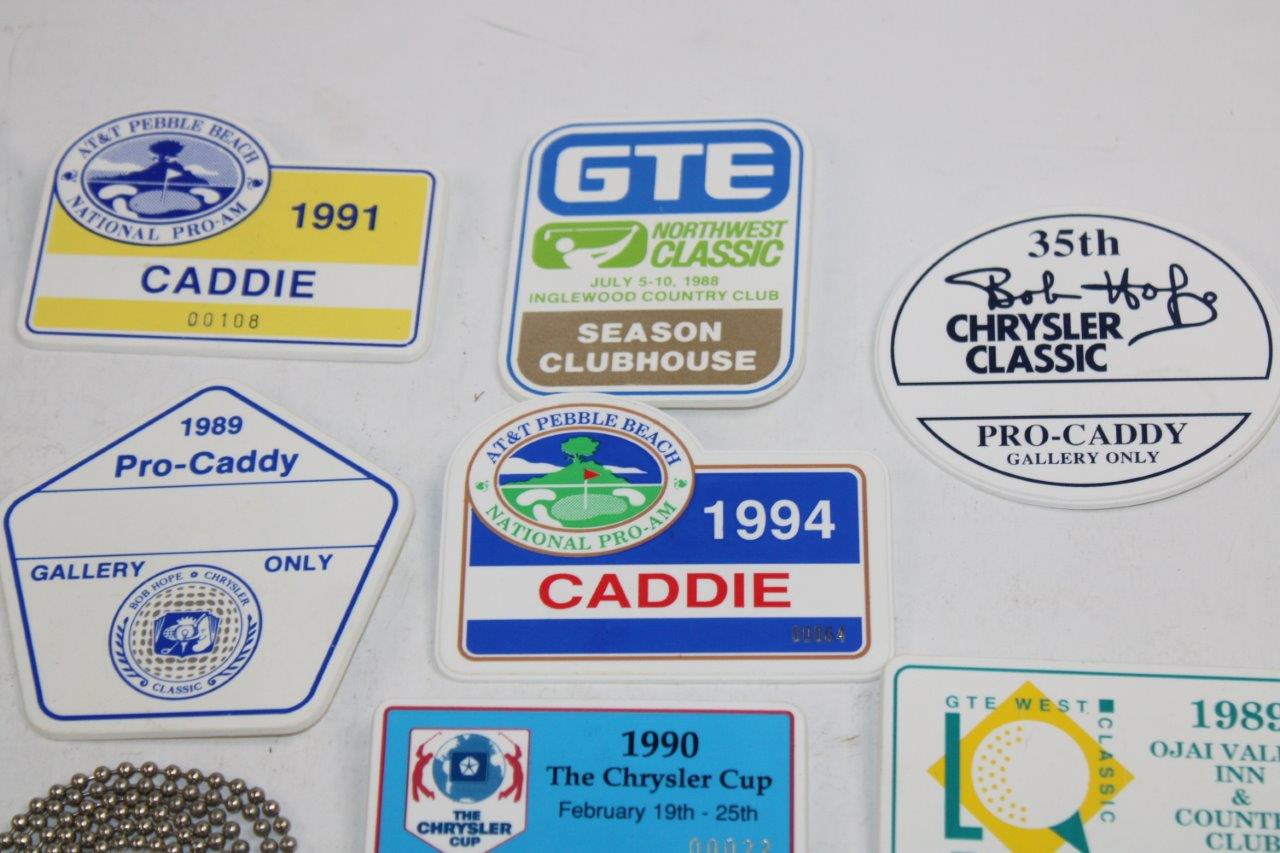 AT&T PEBBLE BEACH
NATIONAL PRO-AM
1991
CADDIE
00108
GTE
NORTHWEST
CLASSIC
JULY 5-10, 1988
INGLEWOOD COUNTRY CLUB
SEASON
CLUBHOUSE
35th
Bob Hope
CHRYSLER
CLASSIC
PRO-CADDY
GALLERY ONLY
1989
Pro-Caddy
GALLERY ONLY
BOB HOPE CHRYSLER
CLASSIC
AT&T PEBBLE BEACH
NATIONAL PRO-AM
1994
CADDIE
THE
CHRYSLER
CUP
1990
The Chrysler Cup
February 19th - 25th
00022
GTE WEST
CLASSIC
1989
OJAI
INN
&
CLUB